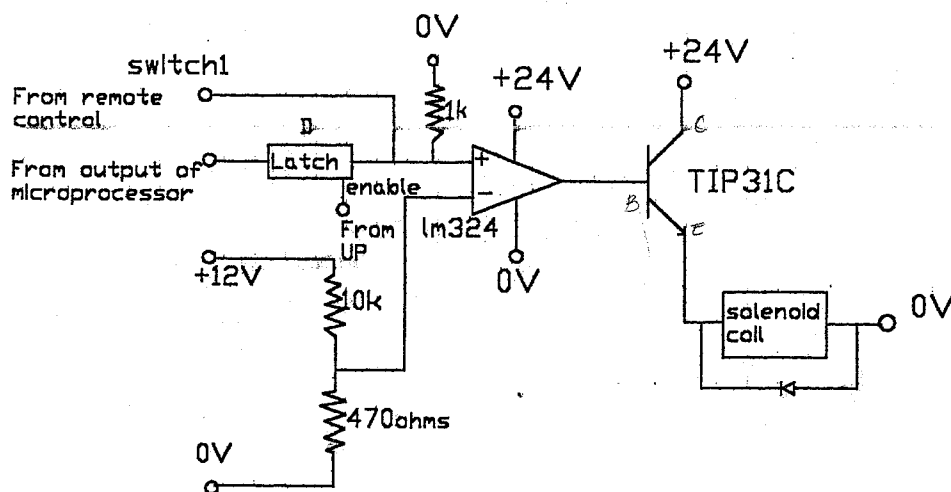 0V
switch1
+24V
+24V
From remote
control
1k
C
D
From output of
microprocessor
Latch
+
-
TIP31C
enable
B
lm324
From
UP
E
+12V
0V
10k
solenoid
coil
0V
470ohms
0V